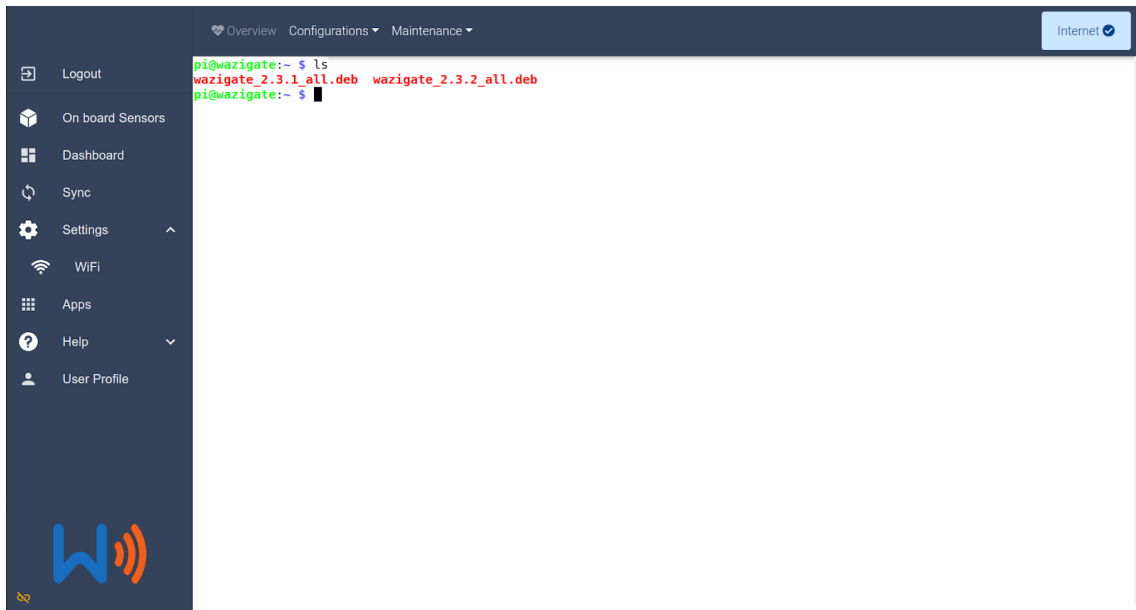 Overview Configurations Maintenance Internet
Logout
On board Sensors
Dashboard
Sync
Settings
WiFi
Apps
Help
User Profile
pi@wazigate:~ $ ls
wazigate_2.3.1_all.deb  wazigate_2.3.2_all.deb
pi@wazigate:~ $